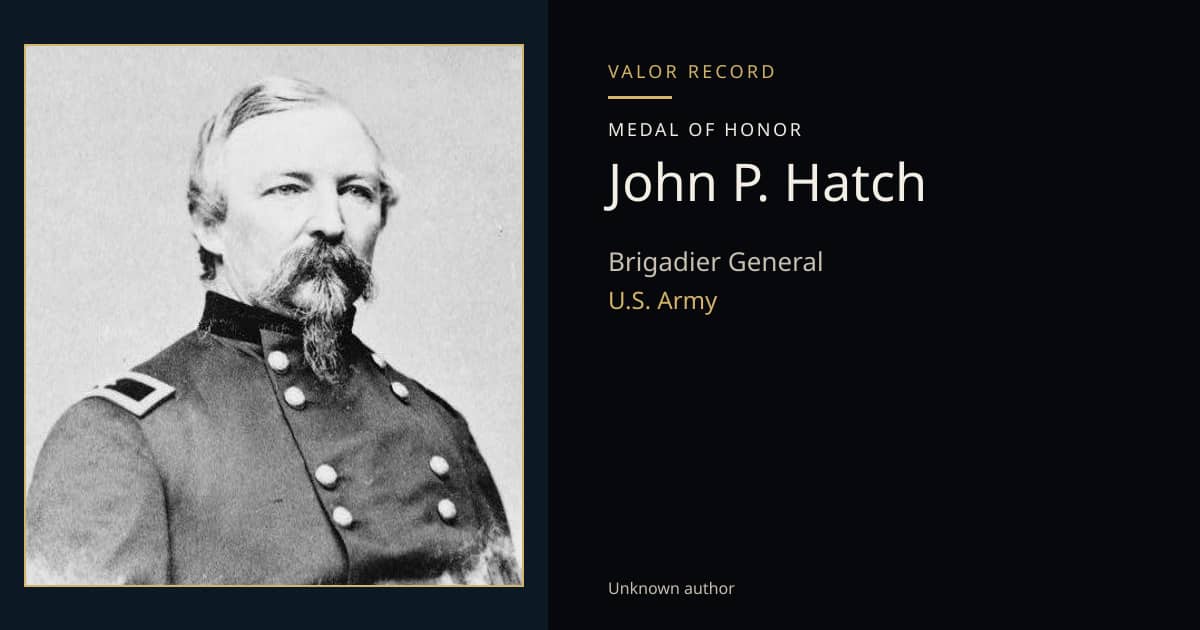 VALOR RECORD
MEDAL OF HONOR
John P. Hatch
Brigadier General
U.S. Army
Unknown author